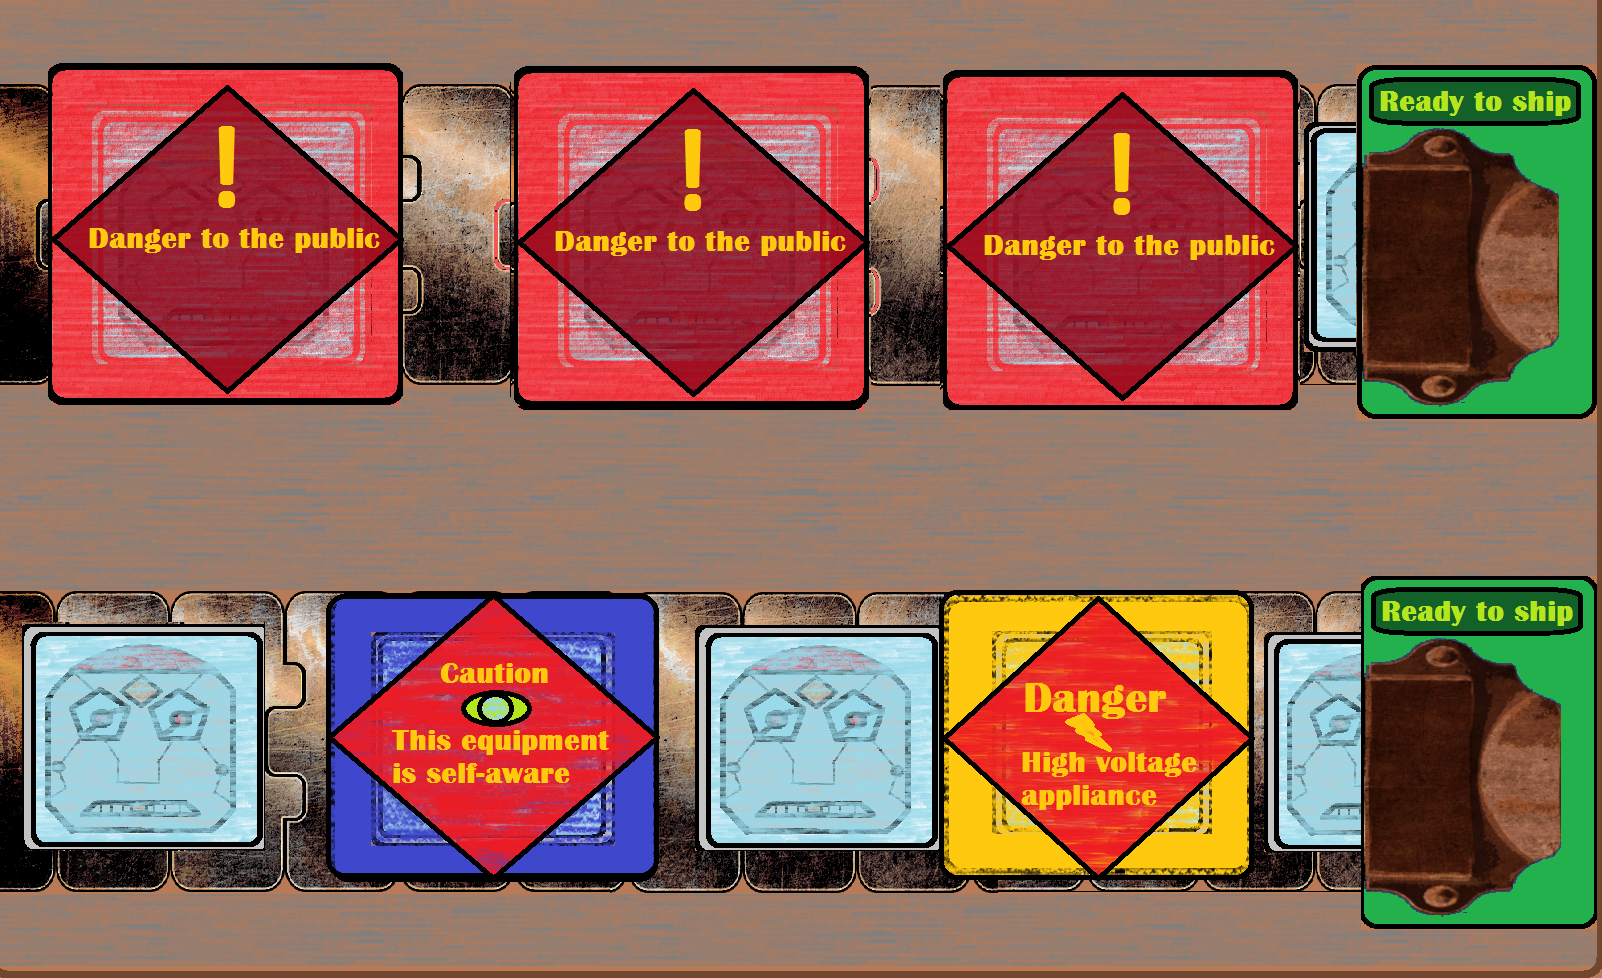 Ready to ship
!
Danger to the public
!
Danger to the public
!
Danger to the public
Ready to ship
Caution
This equipment
is self-aware
Danger
High voltage
appliance